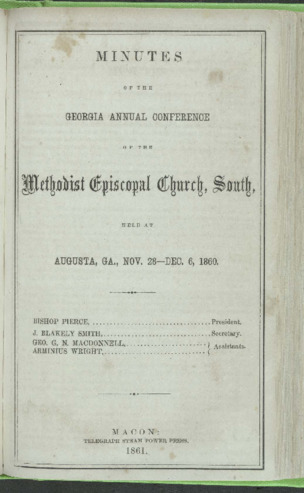 MINUTES
OF THE
GEORGIA ANNUAL CONFERENCE
OF THE
Methodist Episcopal Church, South,
HELD AT
AUGUSTA, GA., NOV. 28—DEC. 6, 1860.
BISHOP PIERCE, President.
J. BLAKELY SMITH, Secretary.
GEO. G. N. MACDONNELL,
ARMINIUS WRIGHT, Assistants.
MACON:
TELEGRAPH STEAM POWER PRESS.
1861.